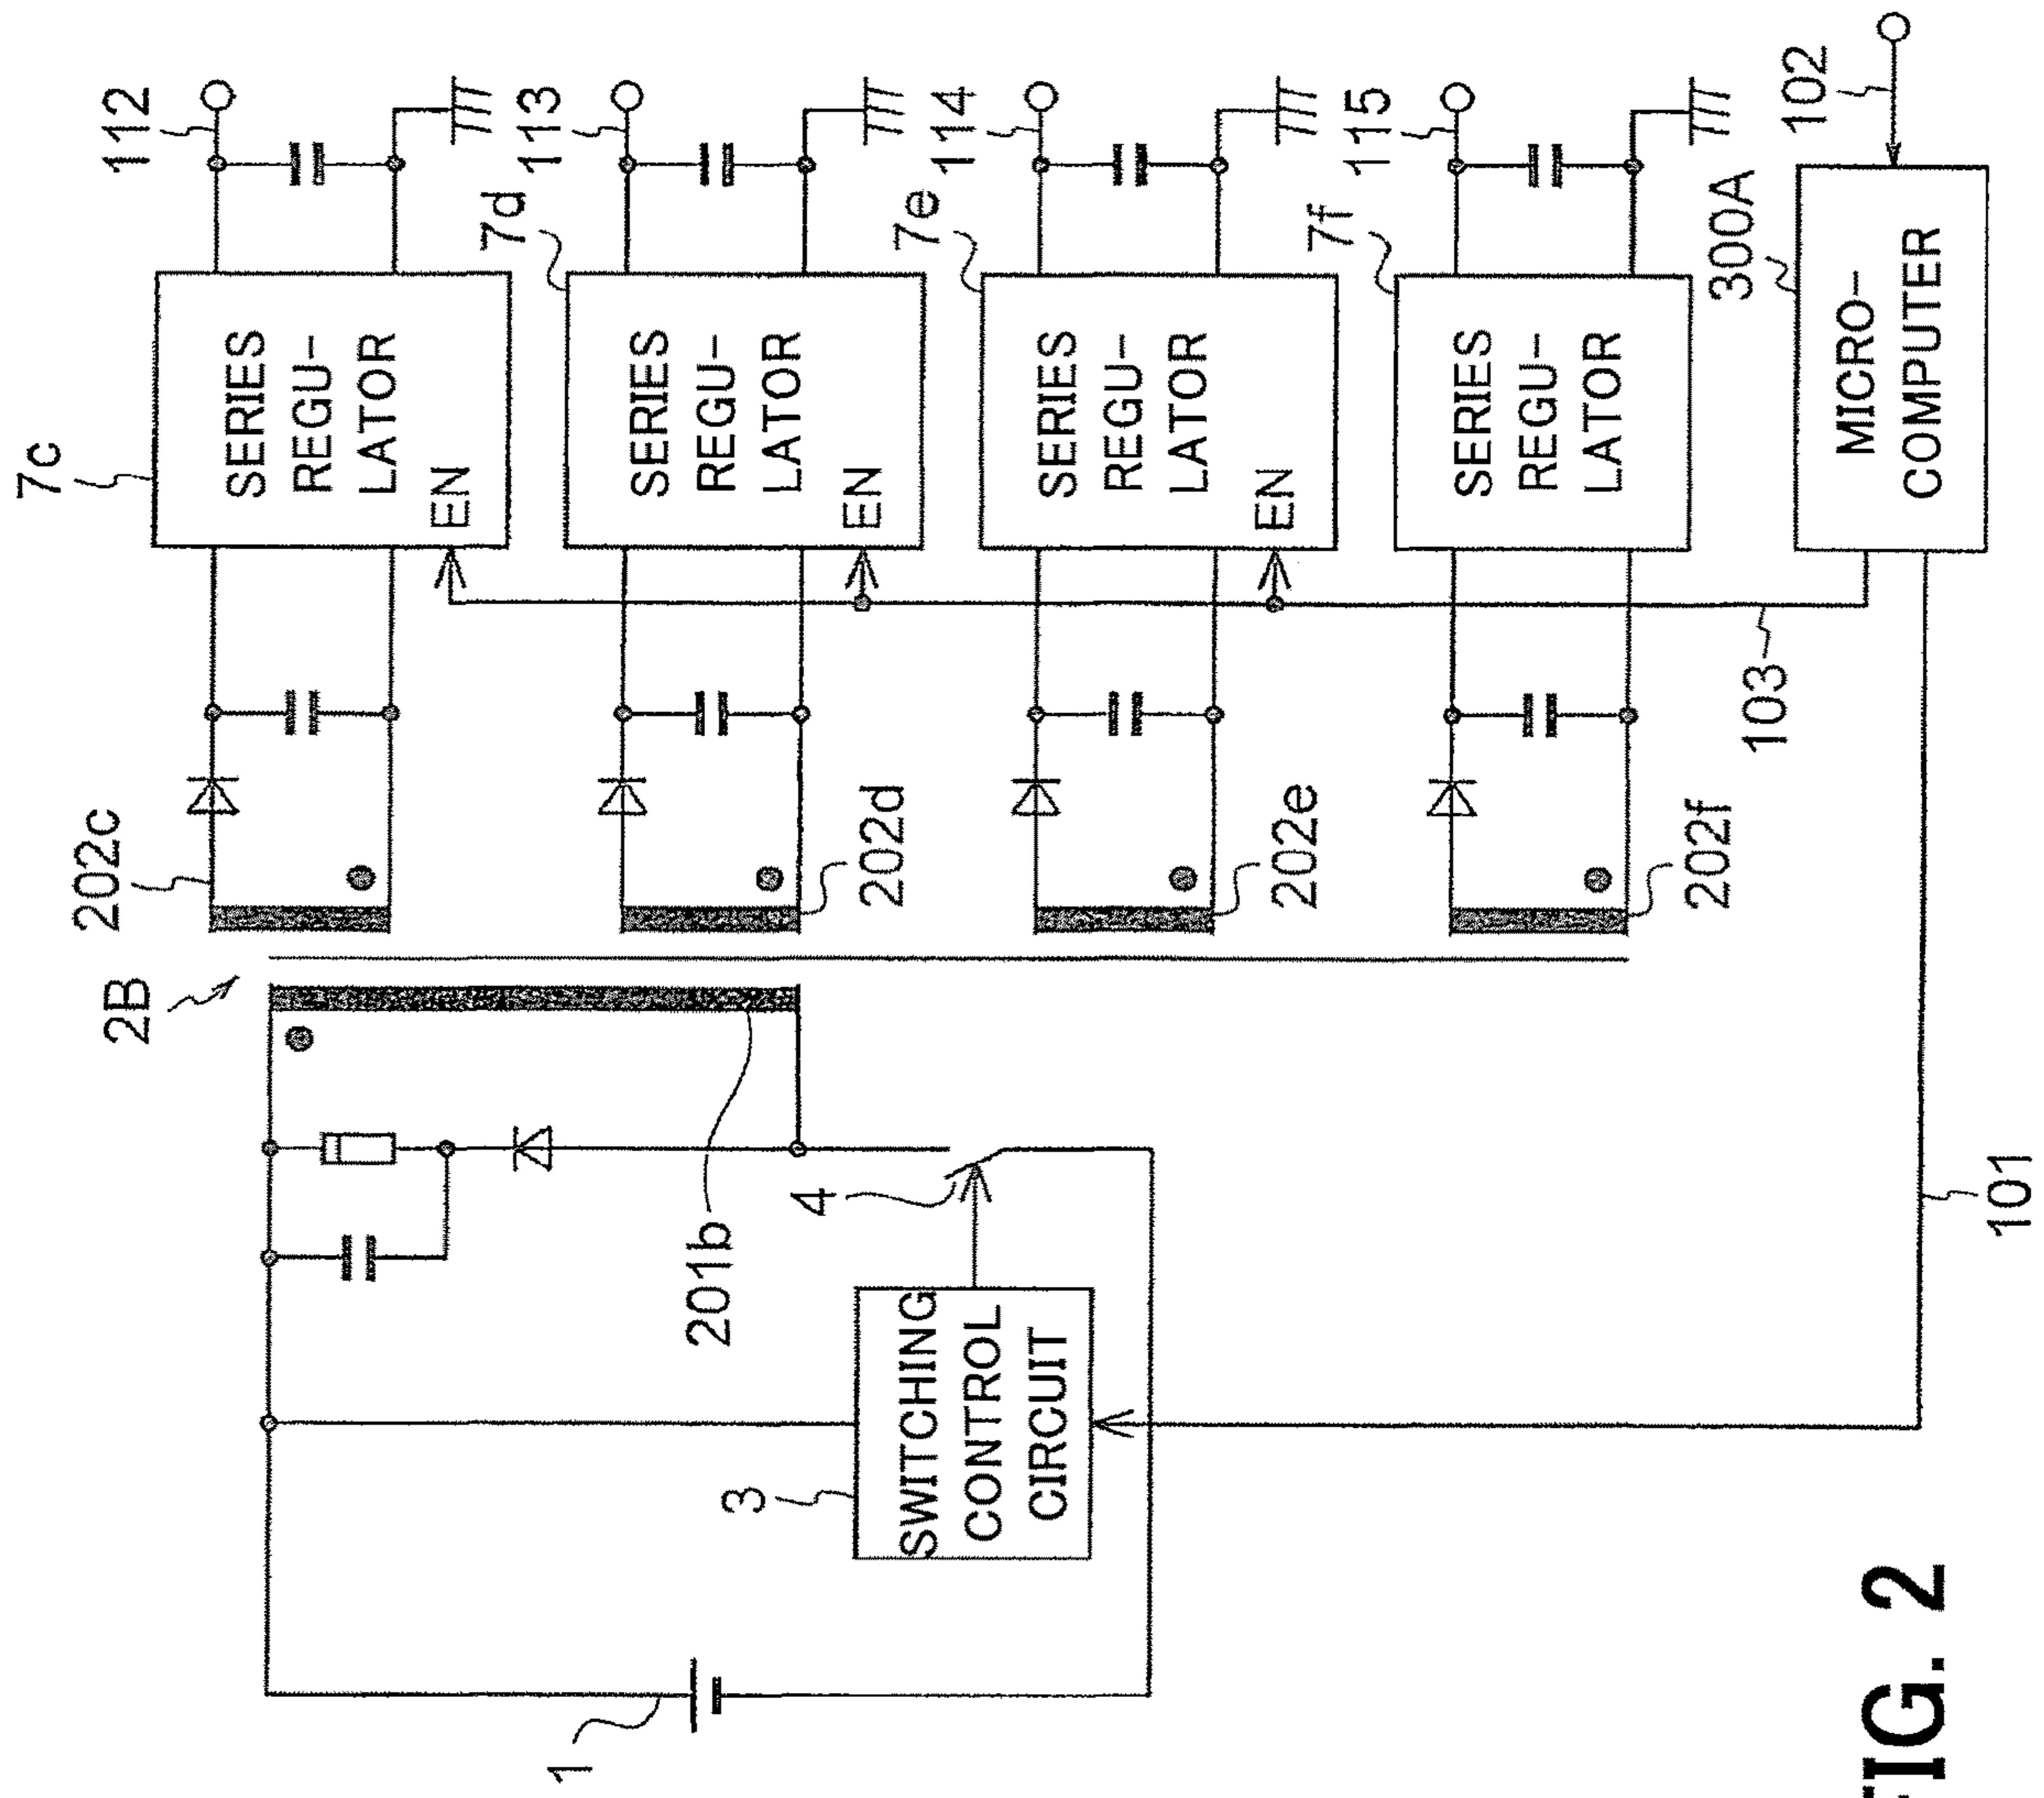 7c
202c
SERIES
REGU-
LATOR
EN
112
2B
7d
202d
SERIES
REGU-
LATOR
EN
113
7e
202e
SERIES
REGU-
LATOR
EN
114
7f
202f
SERIES
REGU-
LATOR
115
1
3
SWITCHING
CONTROL
CIRCUIT
4
201b
300A
MICRO-
COMPUTER
102
103
101
FIG. 2